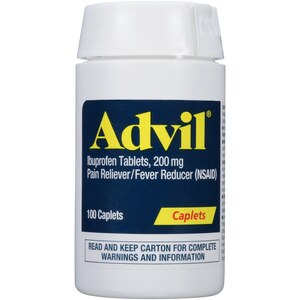 Advil®
Ibuprofen Tablets, 200 mg
Pain Reliever/Fever Reducer (NSAID)
100 Caplets
Caplets
READ AND KEEP CARTON FOR COMPLETE
WARNINGS AND INFORMATION